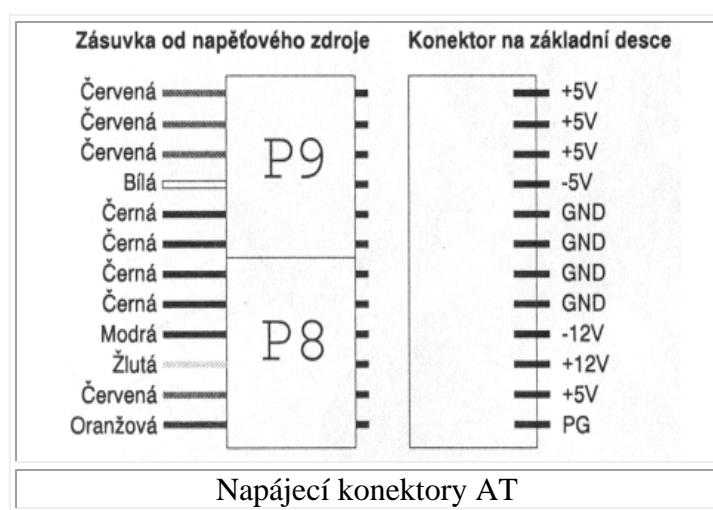 Zásuvka od napěťového zdroje
Konektor na základní desce
Červená
Červená
Červená
Bílá
Černá
Černá
Černá
Černá
Modrá
Žlutá
Červená
Oranžová
P9
P8
+5V
+5V
+5V
-5V
GND
GND
GND
GND
-12V
+12V
+5V
PG
Napájecí konektory AT